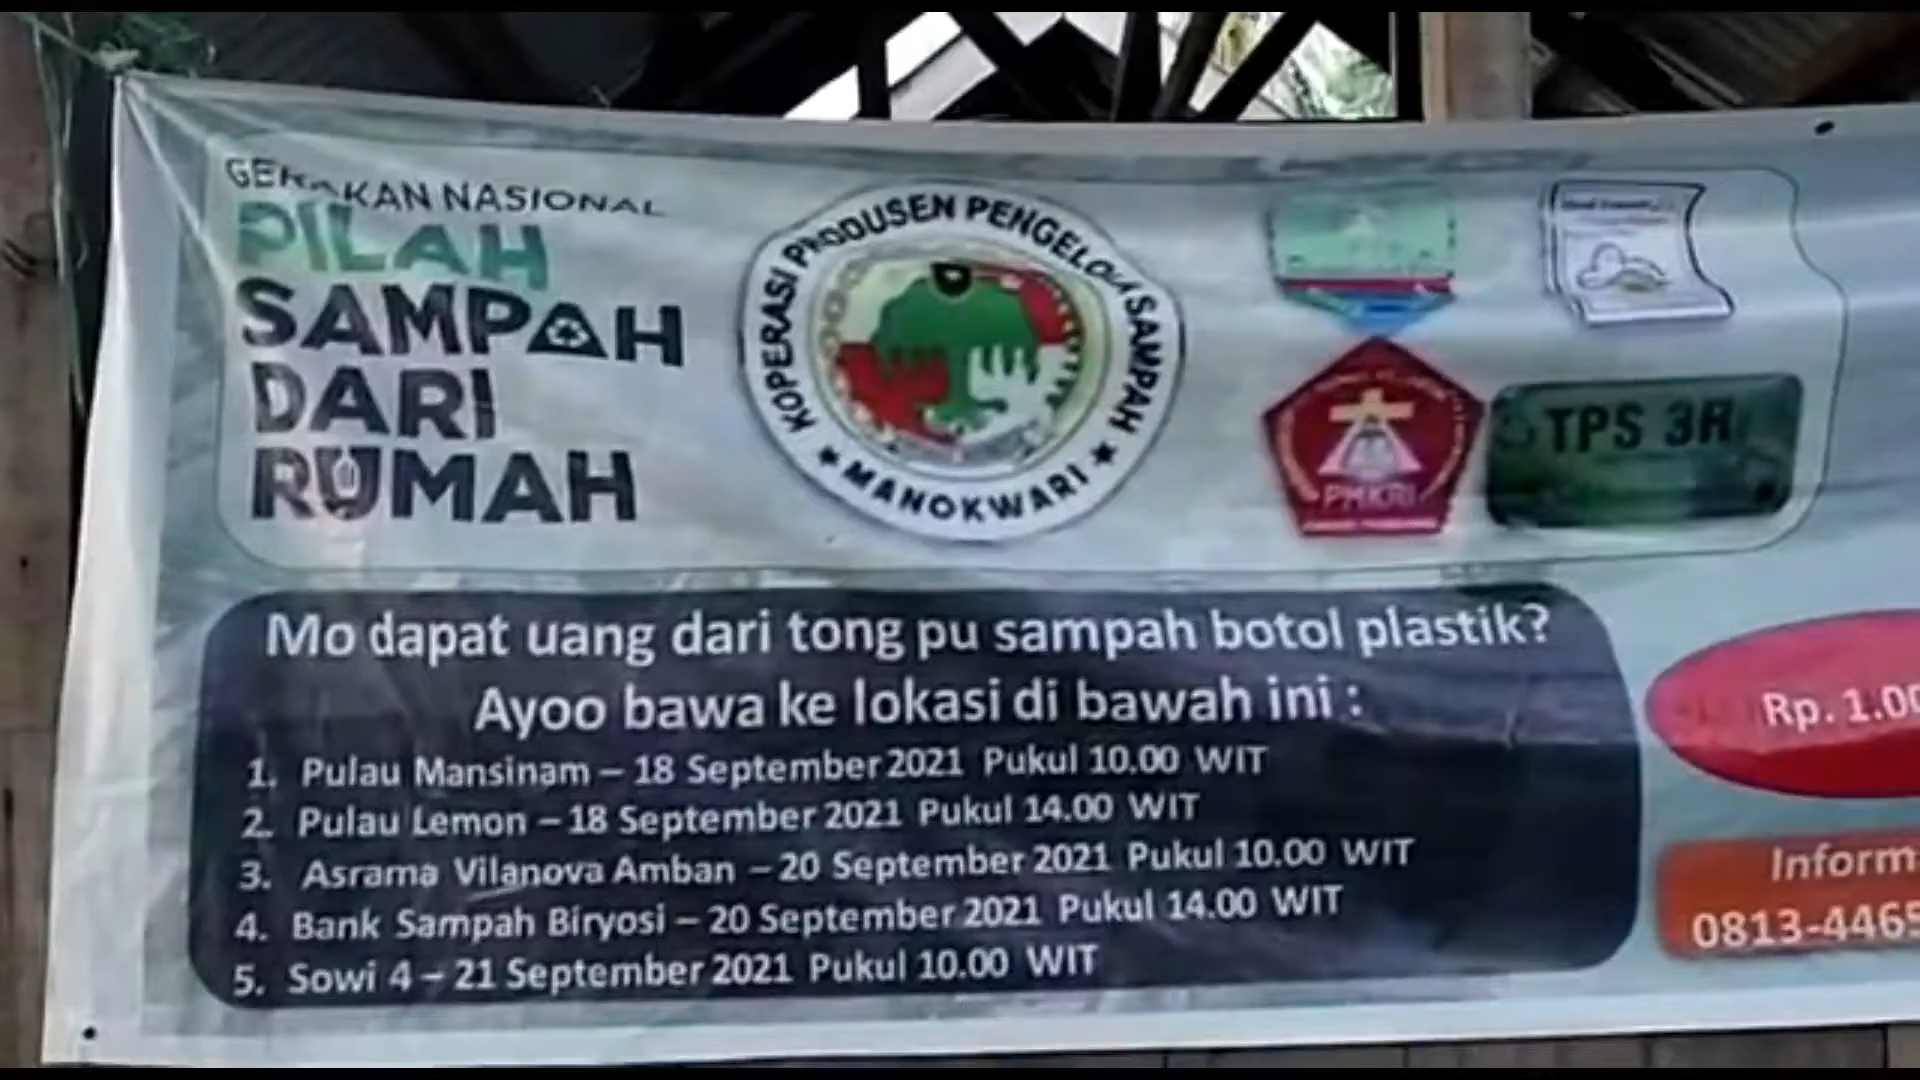 GERAKAN NASIONAL
PILAH
SAMPAH
DARI
RUMAH
KOPERASI PRODUSEN PENGELOLA SAMPAH
★ MANOKWARI ★
PMKRI
TPS 3R
Mo dapat uang dari tong pu sampah botol plastik?
Ayoo bawa ke lokasi di bawah ini :
1. Pulau Mansinam – 18 September 2021 Pukul 10.00 WIT
2. Pulau Lemon – 18 September 2021 Pukul 14.00 WIT
3. Asrama Vilanova Amban – 20 September 2021 Pukul 10.00 WIT
4. Bank Sampah Biryosi – 20 September 2021 Pukul 14.00 WIT
5. Sowi 4 – 21 September 2021 Pukul 10.00 WIT
Rp. 1.00
Inform
0813-4465